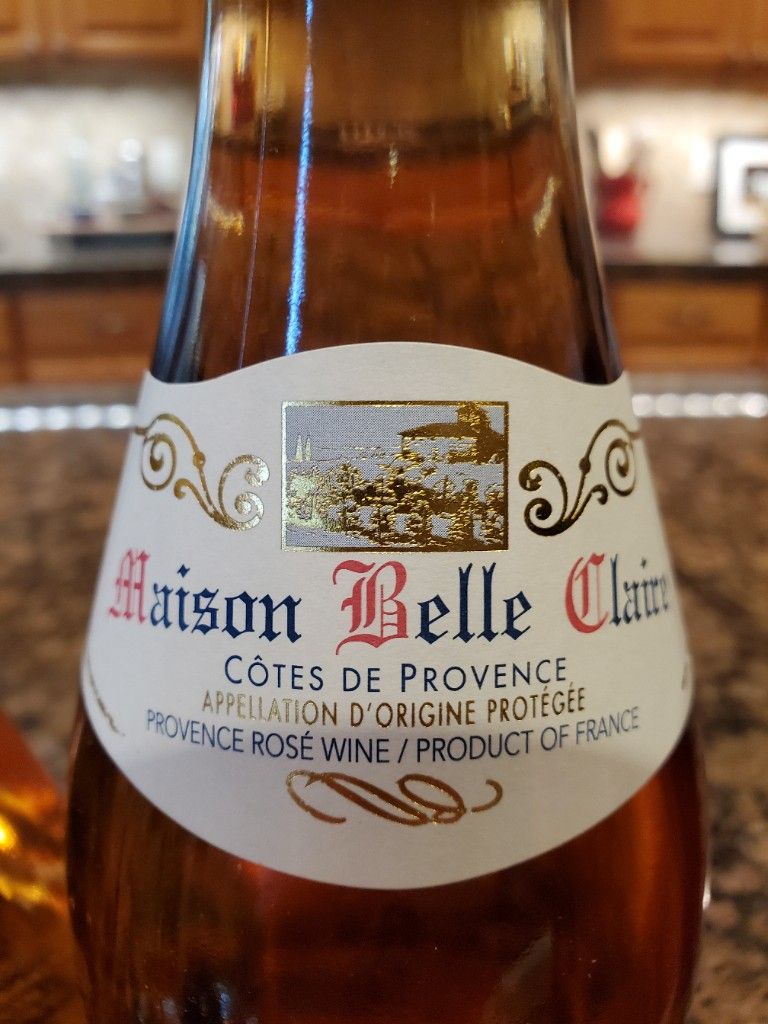 Maison Belle Claire
CÔTES DE PROVENCE
APPELLATION D'ORIGINE PROTÉGÉE
PROVENCE ROSÉ WINE / PRODUCT OF FRANCE